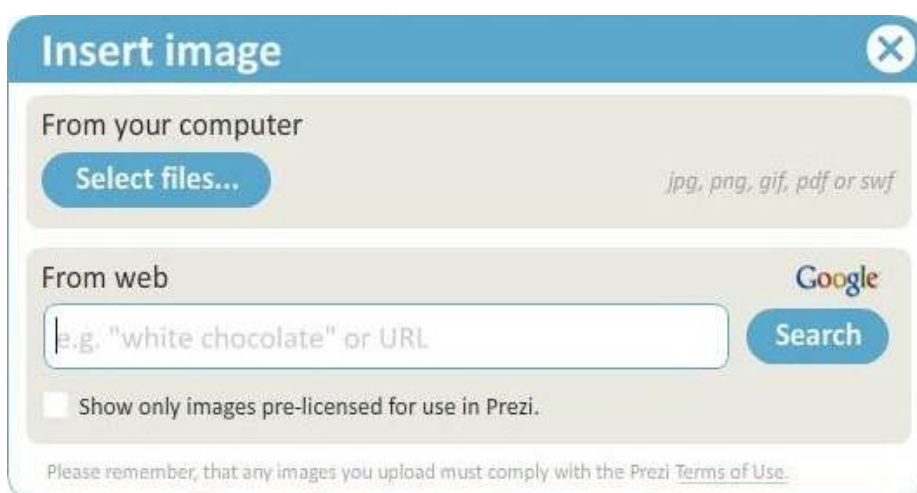 Insert image
From your computer
Select files...
jpg, png, gif, pdf or swf
From web
Google
e.g. "white chocolate" or URL
Search
Show only images pre-licensed for use in Prezi.
Please remember, that any images you upload must comply with the Prezi Terms of Use.